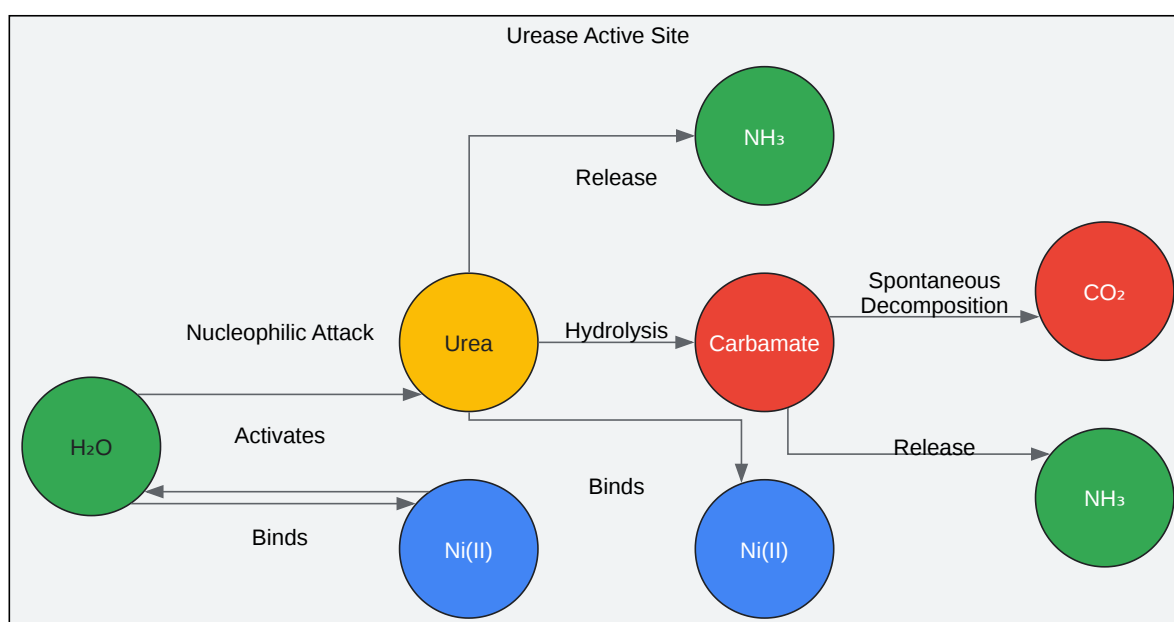 Urease Active Site
NH₃
Release
Spontaneous
Decomposition
CO₂
Nucleophilic Attack
Urea
Hydrolysis
Carbamate
H₂O
Activates
Release
Binds
NH₃
Binds
Ni(II)
Ni(II)